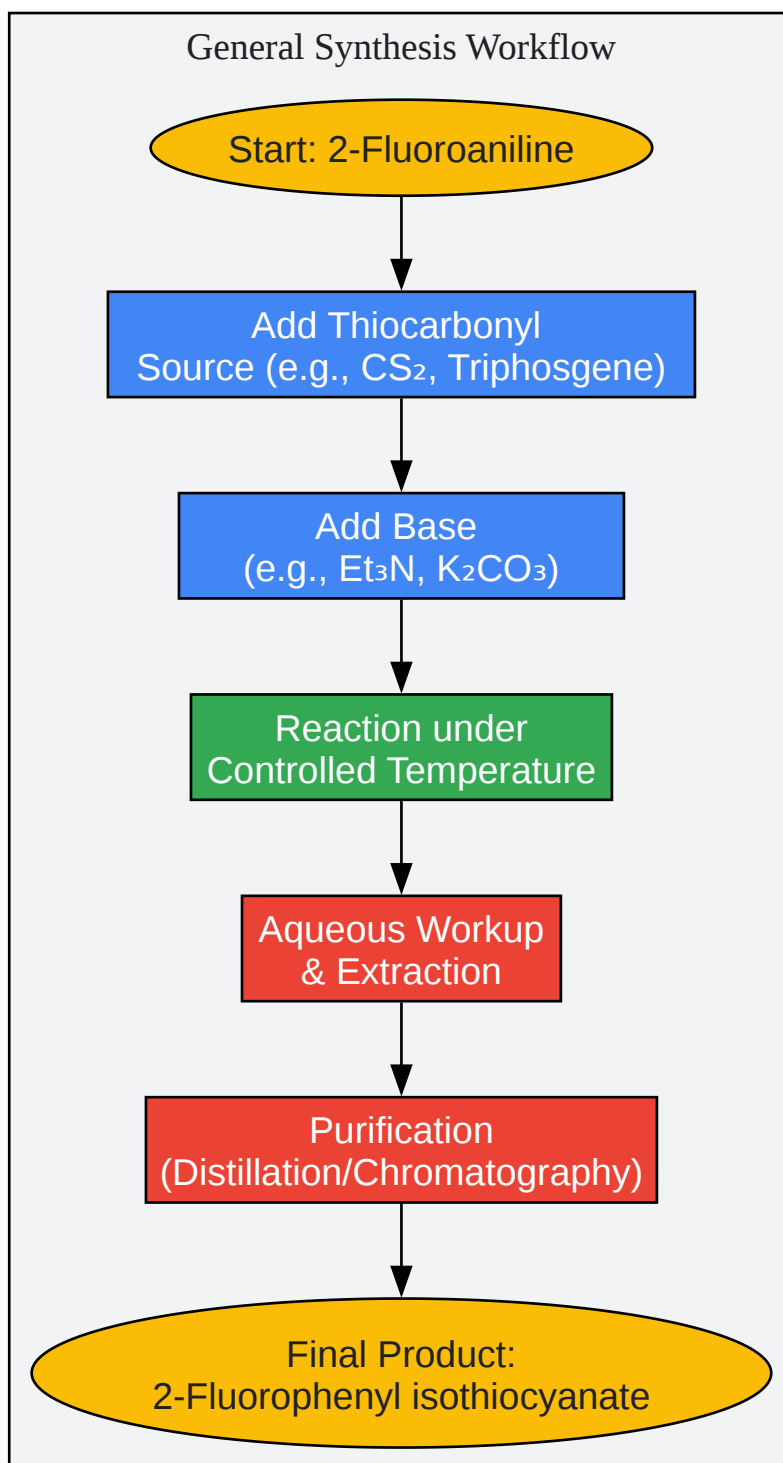 General Synthesis Workflow
Start: 2-Fluoroaniline
Add Thiocarbonyl
Source (e.g., CS₂, Triphosgene)
Add Base
(e.g., Et₃N, K₂CO₃)
Reaction under
Controlled Temperature
Aqueous Workup
& Extraction
Purification
(Distillation/Chromatography)
Final Product:
2-Fluorophenyl isothiocyanate